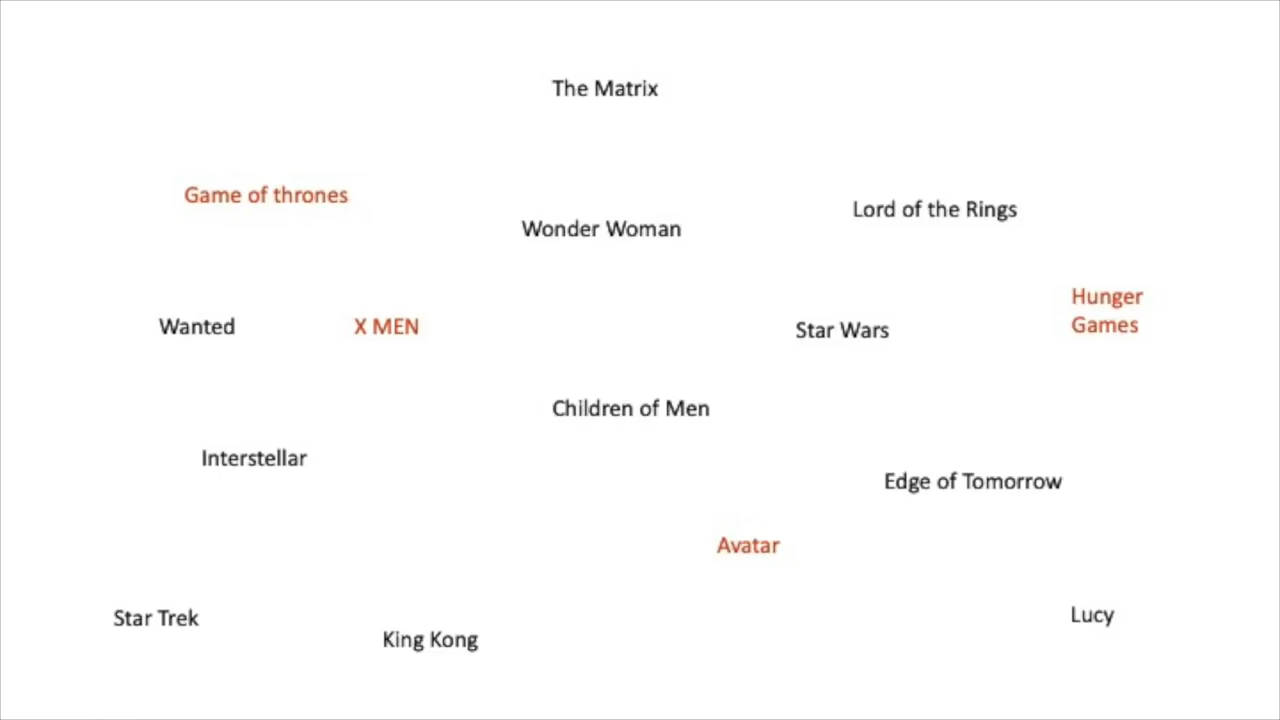 The Matrix
Game of thrones
Lord of the Rings
Wonder Woman
Hunger
Games
Wanted
X MEN
Star Wars
Children of Men
Interstellar
Edge of Tomorrow
Avatar
Star Trek
Lucy
King Kong